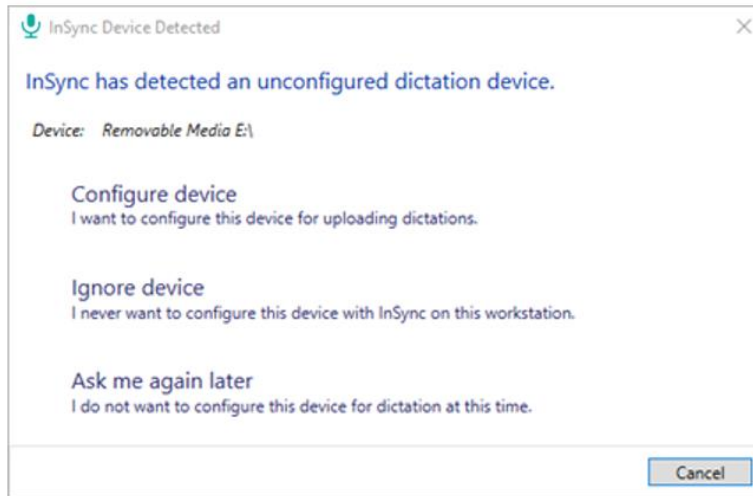 InSync Device Detected
InSync has detected an unconfigured dictation device.
Device: Removable Media E:\
Configure device
I want to configure this device for uploading dictations.
Ignore device
I never want to configure this device with InSync on this workstation.
Ask me again later
I do not want to configure this device for dictation at this time.
Cancel